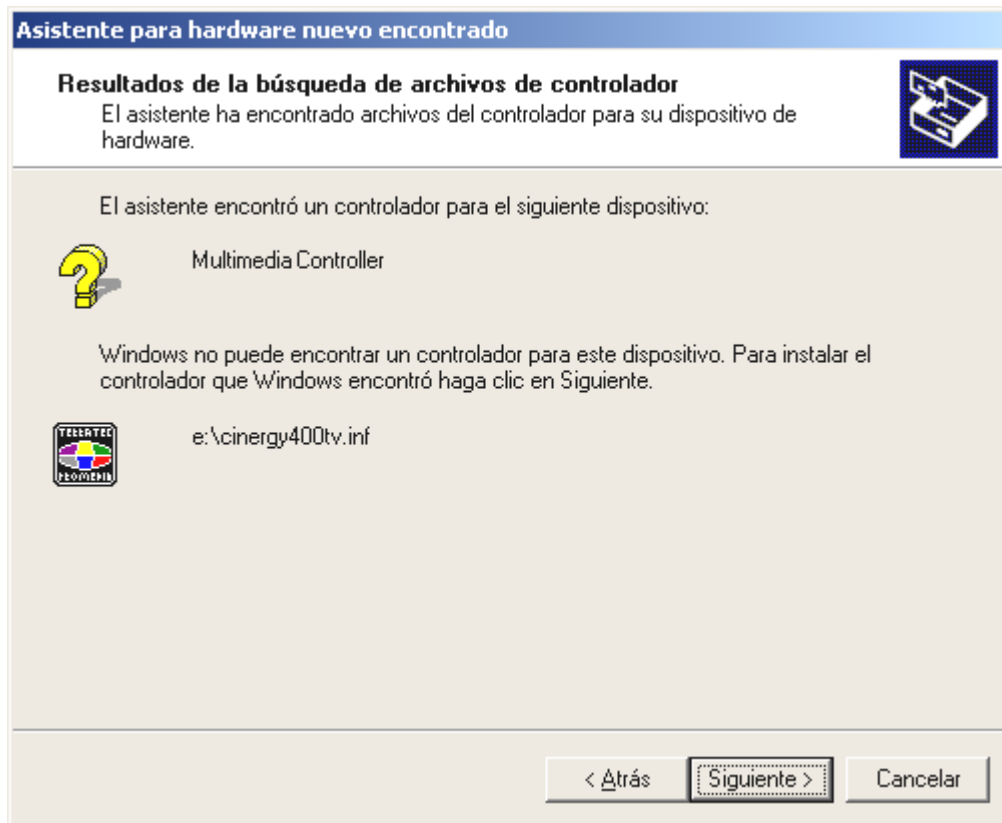 Asistente para hardware nuevo encontrado
Resultados de la búsqueda de archivos de controlador
El asistente ha encontrado archivos del controlador para su dispositivo de
hardware.
El asistente encontró un controlador para el siguiente dispositivo:
Multimedia Controller
Windows no puede encontrar un controlador para este dispositivo. Para instalar el
controlador que Windows encontró haga clic en Siguiente.
TERRATEC
PROMEDIA
e:\cinergy400tv.inf
< Atrás
Siguiente >
Cancelar